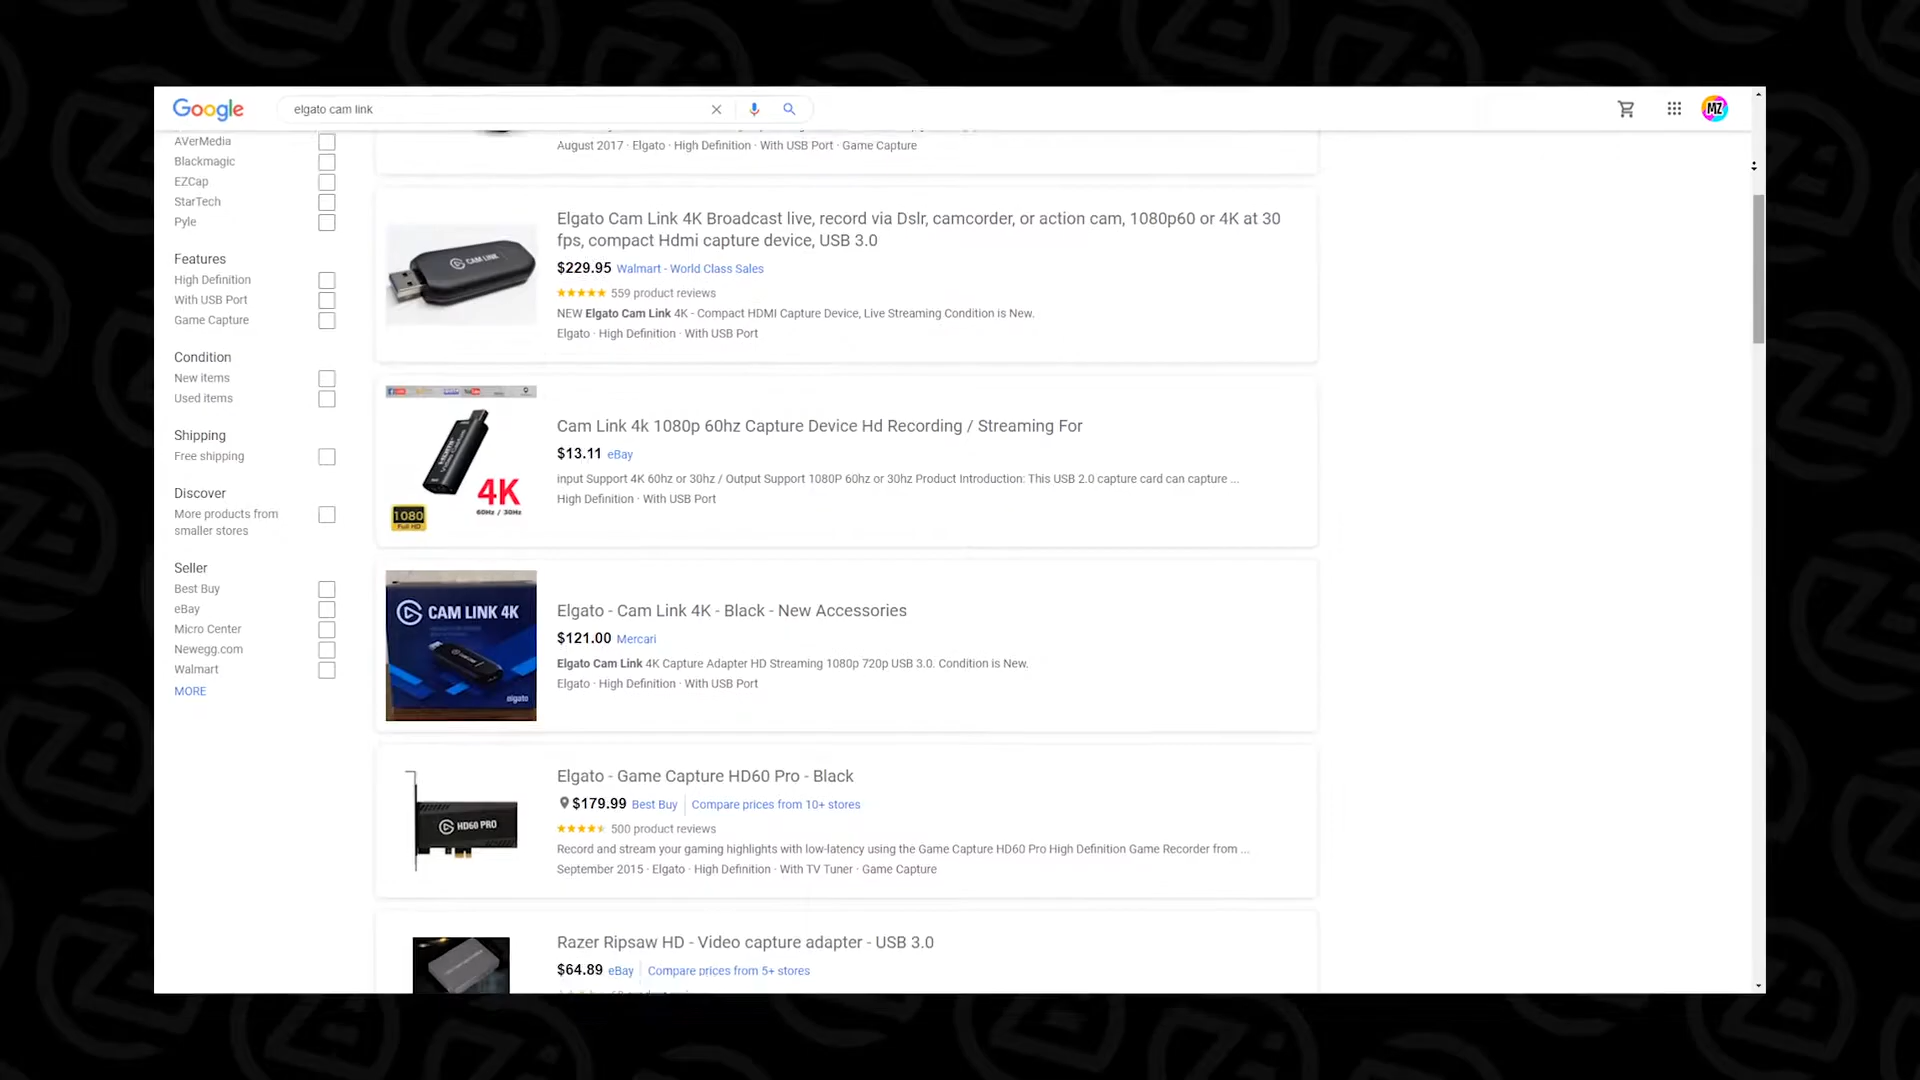 Google
elgato cam link
MZ
AVerMedia
Blackmagic
EZCap
StarTech
Pyle
Features
High Definition
With USB Port
Game Capture
Condition
New items
Used items
Shipping
Free shipping
Discover
More products from
smaller stores
Seller
Best Buy
eBay
Micro Center
Newegg.com
Walmart
MORE
August 2017 · Elgato · High Definition · With USB Port · Game Capture
CAM LINK
Elgato Cam Link 4K Broadcast live, record via Dslr, camcorder, or action cam, 1080p60 or 4K at 30
fps, compact Hdmi capture device, USB 3.0
$229.95 Walmart - World Class Sales
559 product reviews
NEW Elgato Cam Link 4K - Compact HDMI Capture Device, Live Streaming Condition is New.
Elgato · High Definition · With USB Port
4K
60Hz / 30Hz
1080
Full HD
Cam Link 4k 1080p 60hz Capture Device Hd Recording / Streaming For
$13.11 eBay
input Support 4K 60hz or 30hz / Output Support 1080P 60hz or 30hz Product Introduction: This USB 2.0 capture card can capture ...
High Definition · With USB Port
CAM LINK 4K
elgato
Elgato - Cam Link 4K - Black - New Accessories
$121.00 Mercari
Elgato Cam Link 4K Capture Adapter HD Streaming 1080p 720p USB 3.0. Condition is New.
Elgato · High Definition · With USB Port
HD60 PRO
Elgato - Game Capture HD60 Pro - Black
$179.99 Best Buy Compare prices from 10+ stores
500 product reviews
Record and stream your gaming highlights with low-latency using the Game Capture HD60 Pro High Definition Game Recorder from ...
September 2015 · Elgato · High Definition · With TV Tuner · Game Capture
Razer Ripsaw HD - Video capture adapter - USB 3.0
$64.89 eBay Compare prices from 5+ stores